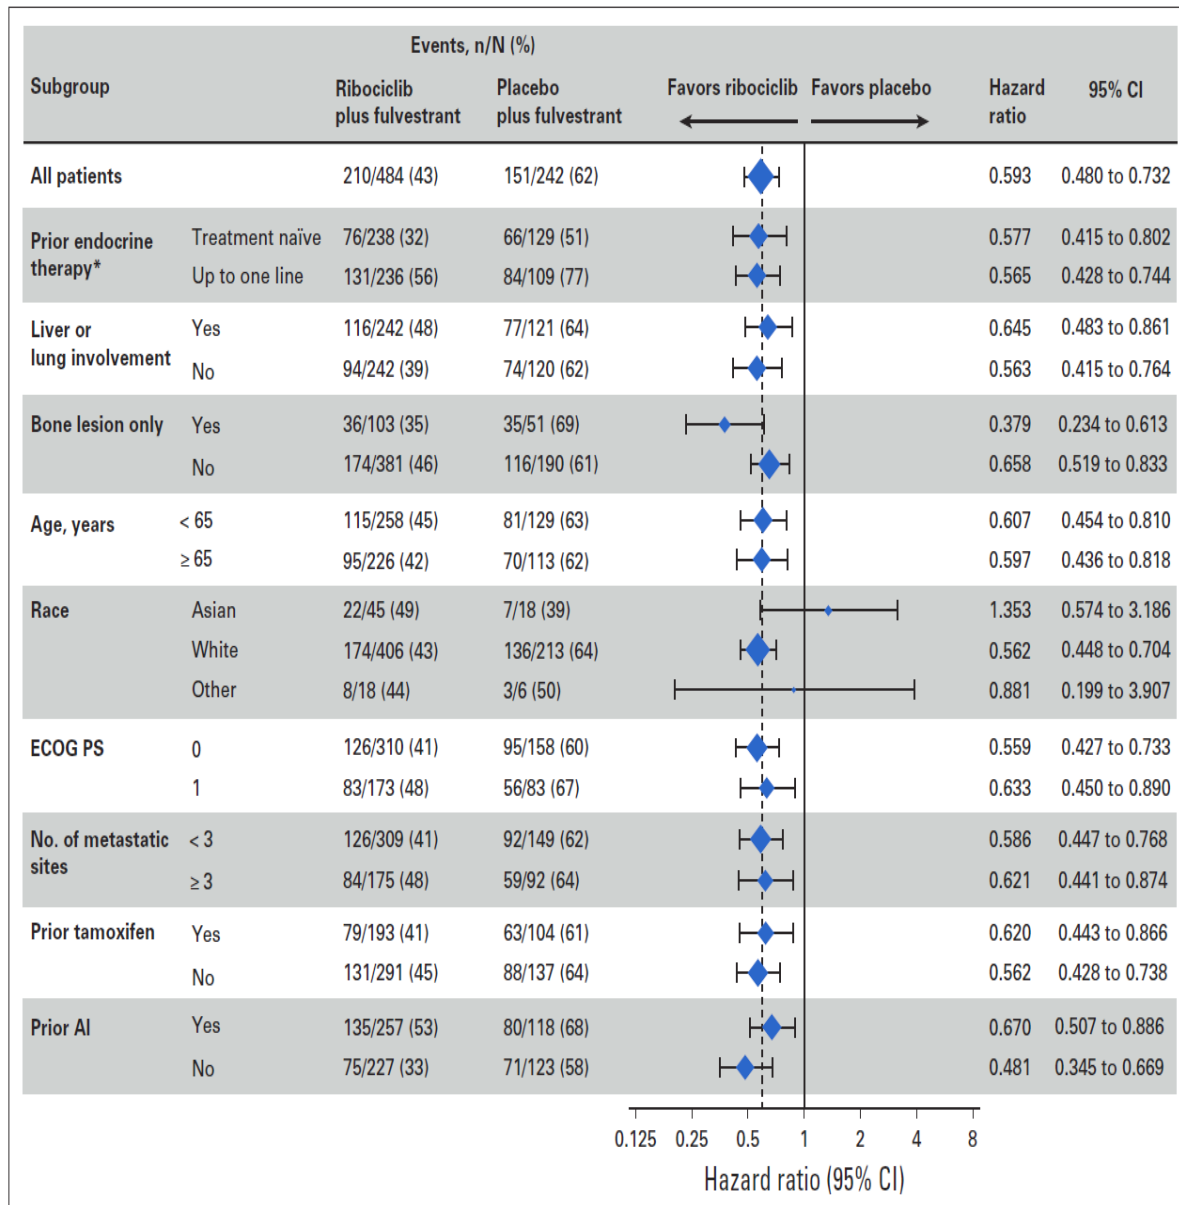 Events, n/N (%)
Subgroup Ribociclib plus fulvestrant Placebo plus fulvestrant Favors ribociclib Favors placebo Hazard ratio 95% CI
All patients 210/484 (43) 151/242 (62) 0.593 0.480 to 0.732
Prior endocrine therapy* Treatment naïve 76/238 (32) 66/129 (51) 0.577 0.415 to 0.802
Up to one line 131/236 (56) 84/109 (77) 0.565 0.428 to 0.744
Liver or lung involvement Yes 116/242 (48) 77/121 (64) 0.645 0.483 to 0.861
No 94/242 (39) 74/120 (62) 0.563 0.415 to 0.764
Bone lesion only Yes 36/103 (35) 35/51 (69) 0.379 0.234 to 0.613
No 174/381 (46) 116/190 (61) 0.658 0.519 to 0.833
Age, years < 65 115/258 (45) 81/129 (63) 0.607 0.454 to 0.810
≥ 65 95/226 (42) 70/113 (62) 0.597 0.436 to 0.818
Race Asian 22/45 (49) 7/18 (39) 1.353 0.574 to 3.186
White 174/406 (43) 136/213 (64) 0.562 0.448 to 0.704
Other 8/18 (44) 3/6 (50) 0.881 0.199 to 3.907
ECOG PS 0 126/310 (41) 95/158 (60) 0.559 0.427 to 0.733
1 83/173 (48) 56/83 (67) 0.633 0.450 to 0.890
No. of metastatic sites < 3 126/309 (41) 92/149 (62) 0.586 0.447 to 0.768
≥ 3 84/175 (48) 59/92 (64) 0.621 0.441 to 0.874
Prior tamoxifen Yes 79/193 (41) 63/104 (61) 0.620 0.443 to 0.866
No 131/291 (45) 88/137 (64) 0.562 0.428 to 0.738
Prior AI Yes 135/257 (53) 80/118 (68) 0.670 0.507 to 0.886
No 75/227 (33) 71/123 (58) 0.481 0.345 to 0.669
0.125 0.25 0.5 1 2 4 8
Hazard ratio (95% CI)